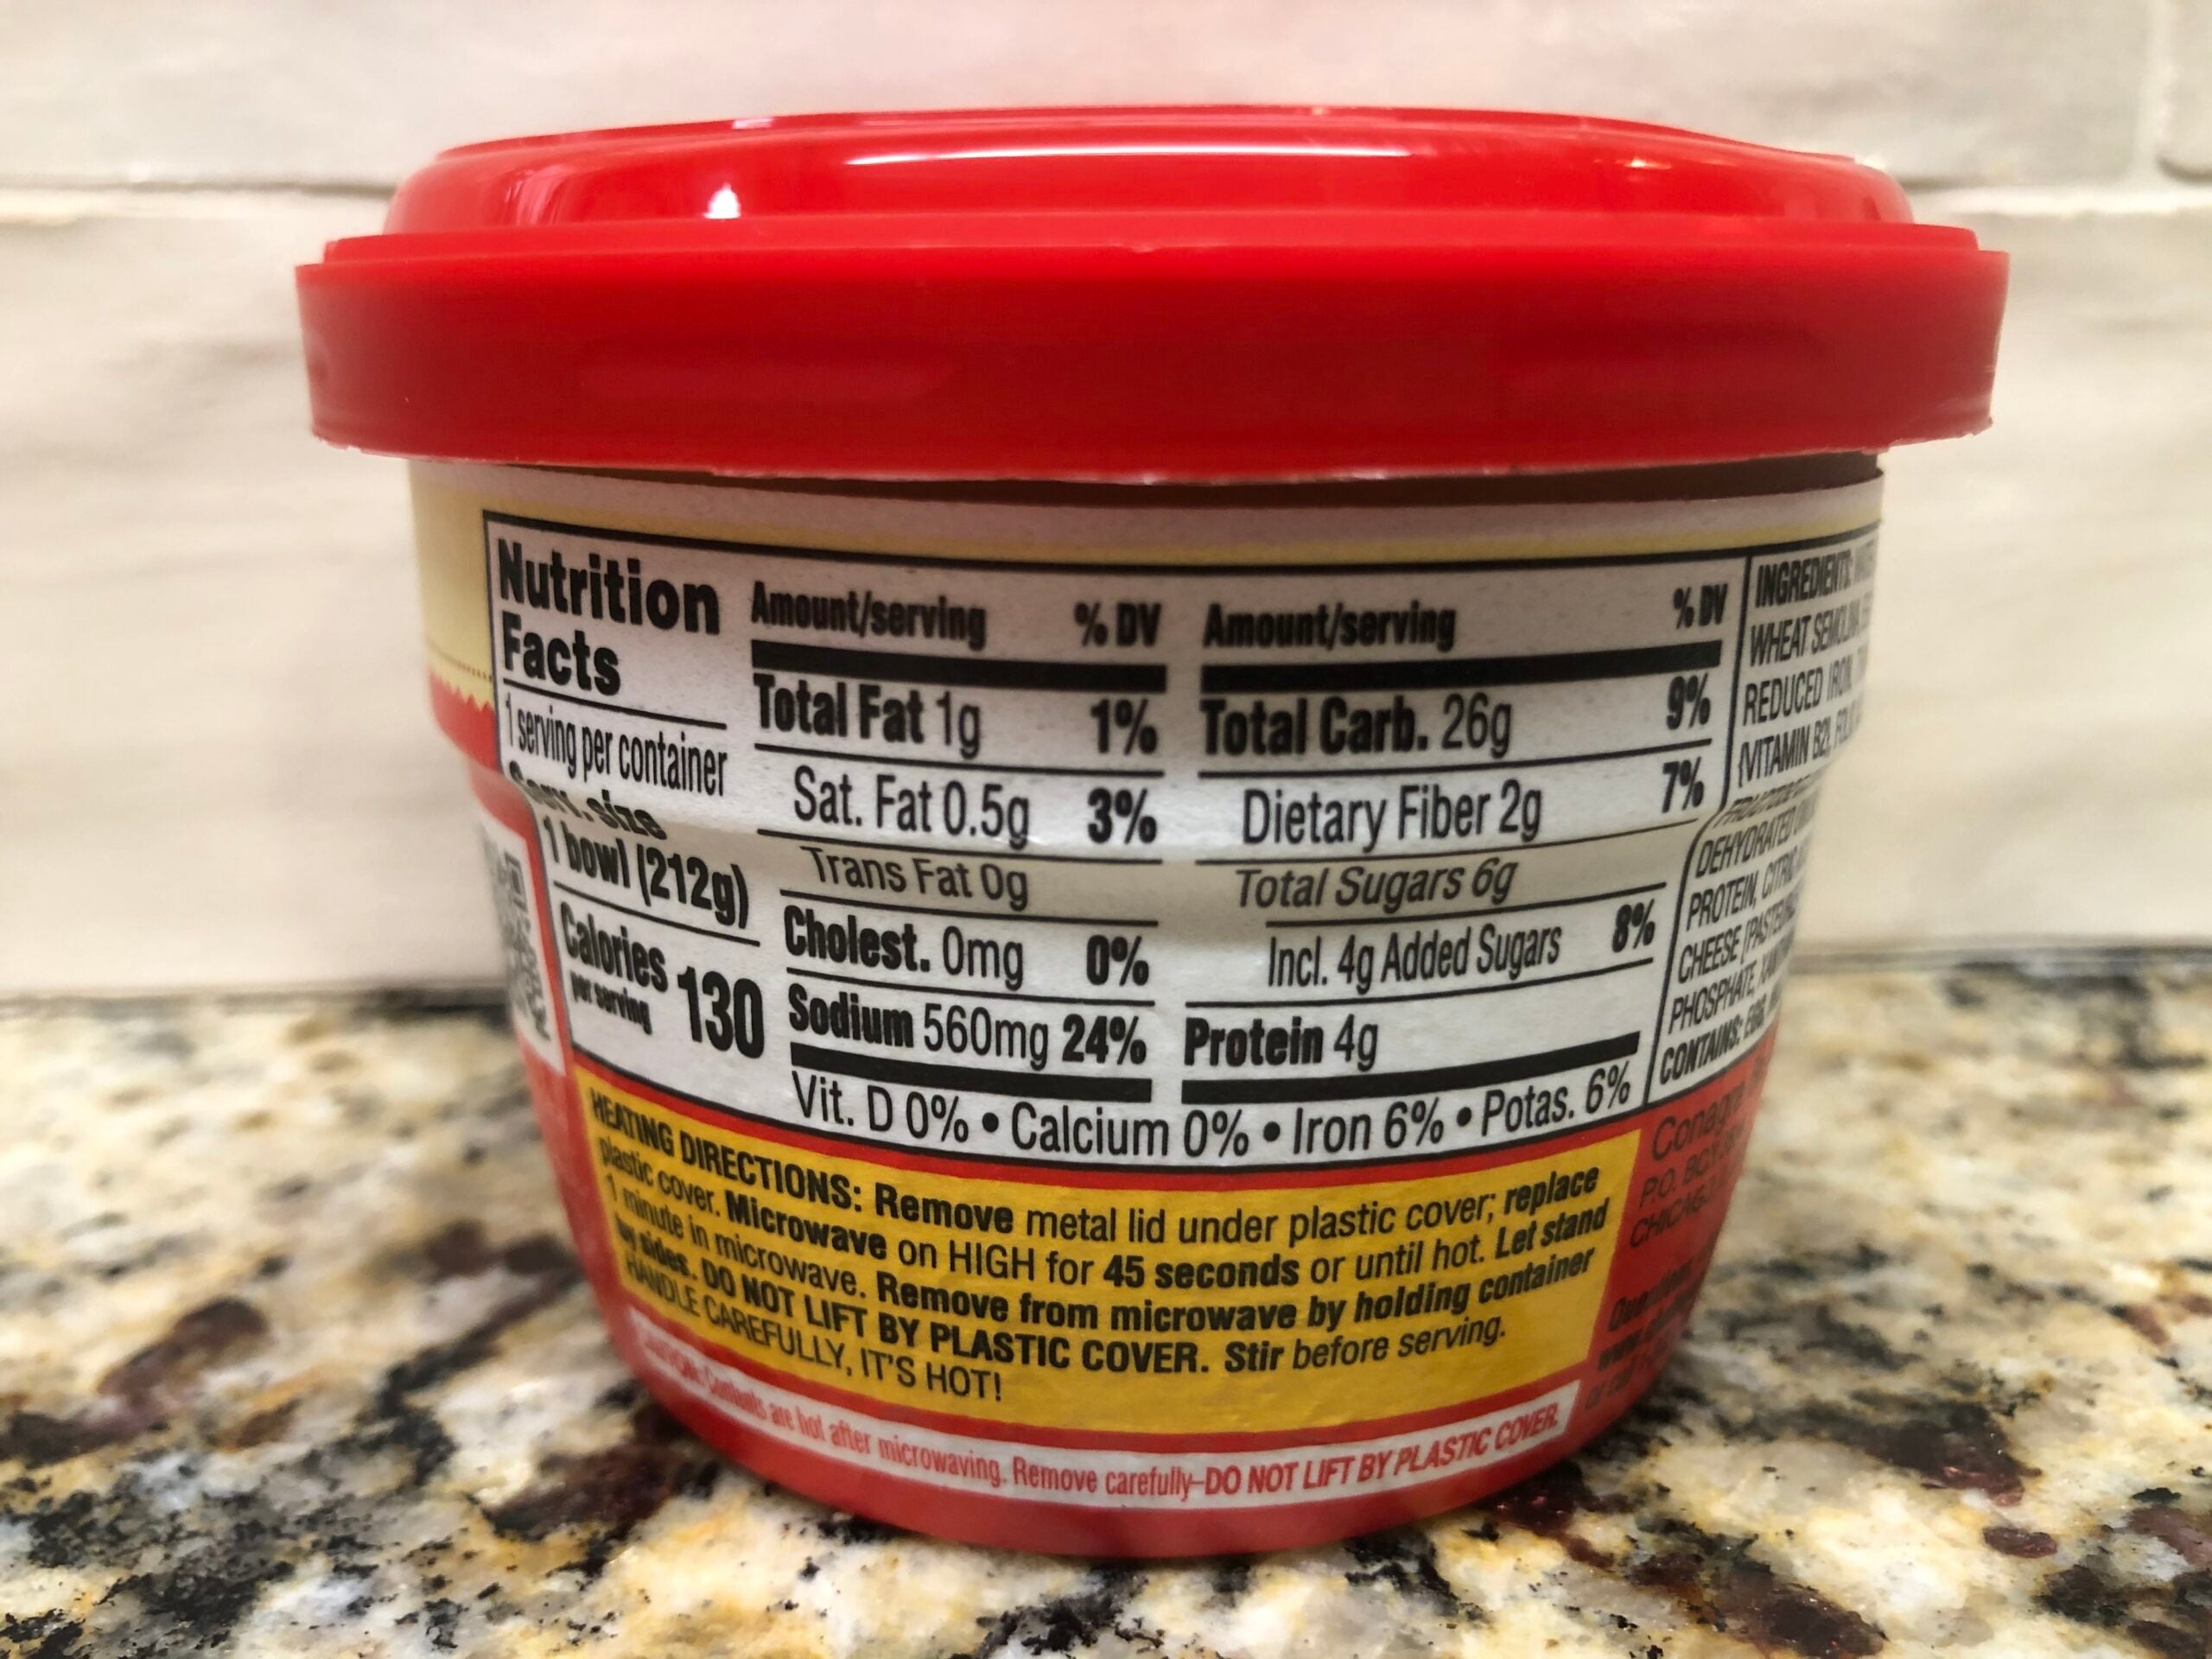 Nutrition
Facts
1 serving per container
Serv. size
1 bowl (212g)
Calories
per serving
130
Amount/serving % DV
Total Fat 1g 1%
Sat. Fat 0.5g 3%
Trans Fat 0g
Cholest. 0mg 0%
Sodium 560mg 24%
Amount/serving % DV
Total Carb. 26g 9%
Dietary Fiber 2g 7%
Total Sugars 6g
Incl. 4g Added Sugars 8%
Protein 4g
Vit. D 0% • Calcium 0% • Iron 6% • Potas. 6%
INGREDIENTS:
WHEAT SEMOLINA
REDUCED IRON,
(VITAMIN B2),
DEHYDRATED
PROTEIN, CITRIC
CHEESE
PHOSPHATE,
CONTAINS:
HEATING DIRECTIONS: Remove metal lid under plastic cover; replace
plastic cover. Microwave on HIGH for 45 seconds or until hot. Let stand
1 minute in microwave. Remove from microwave by holding container
by sides. DO NOT LIFT BY PLASTIC COVER. Stir before serving.
HANDLE CAREFULLY, IT'S HOT!
CAUTION: Contents are hot after microwaving. Remove carefully–DO NOT LIFT BY PLASTIC COVER.
Conagra
P.O. BOX